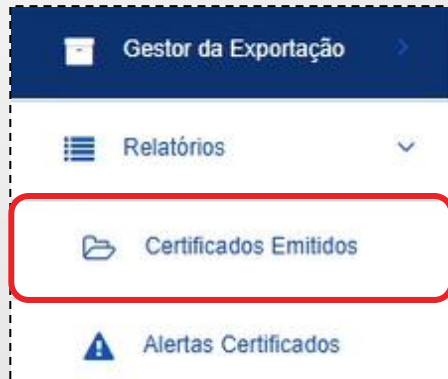 Gestor da Exportação
Relatórios
Certificados Emitidos
Alertas Certificados